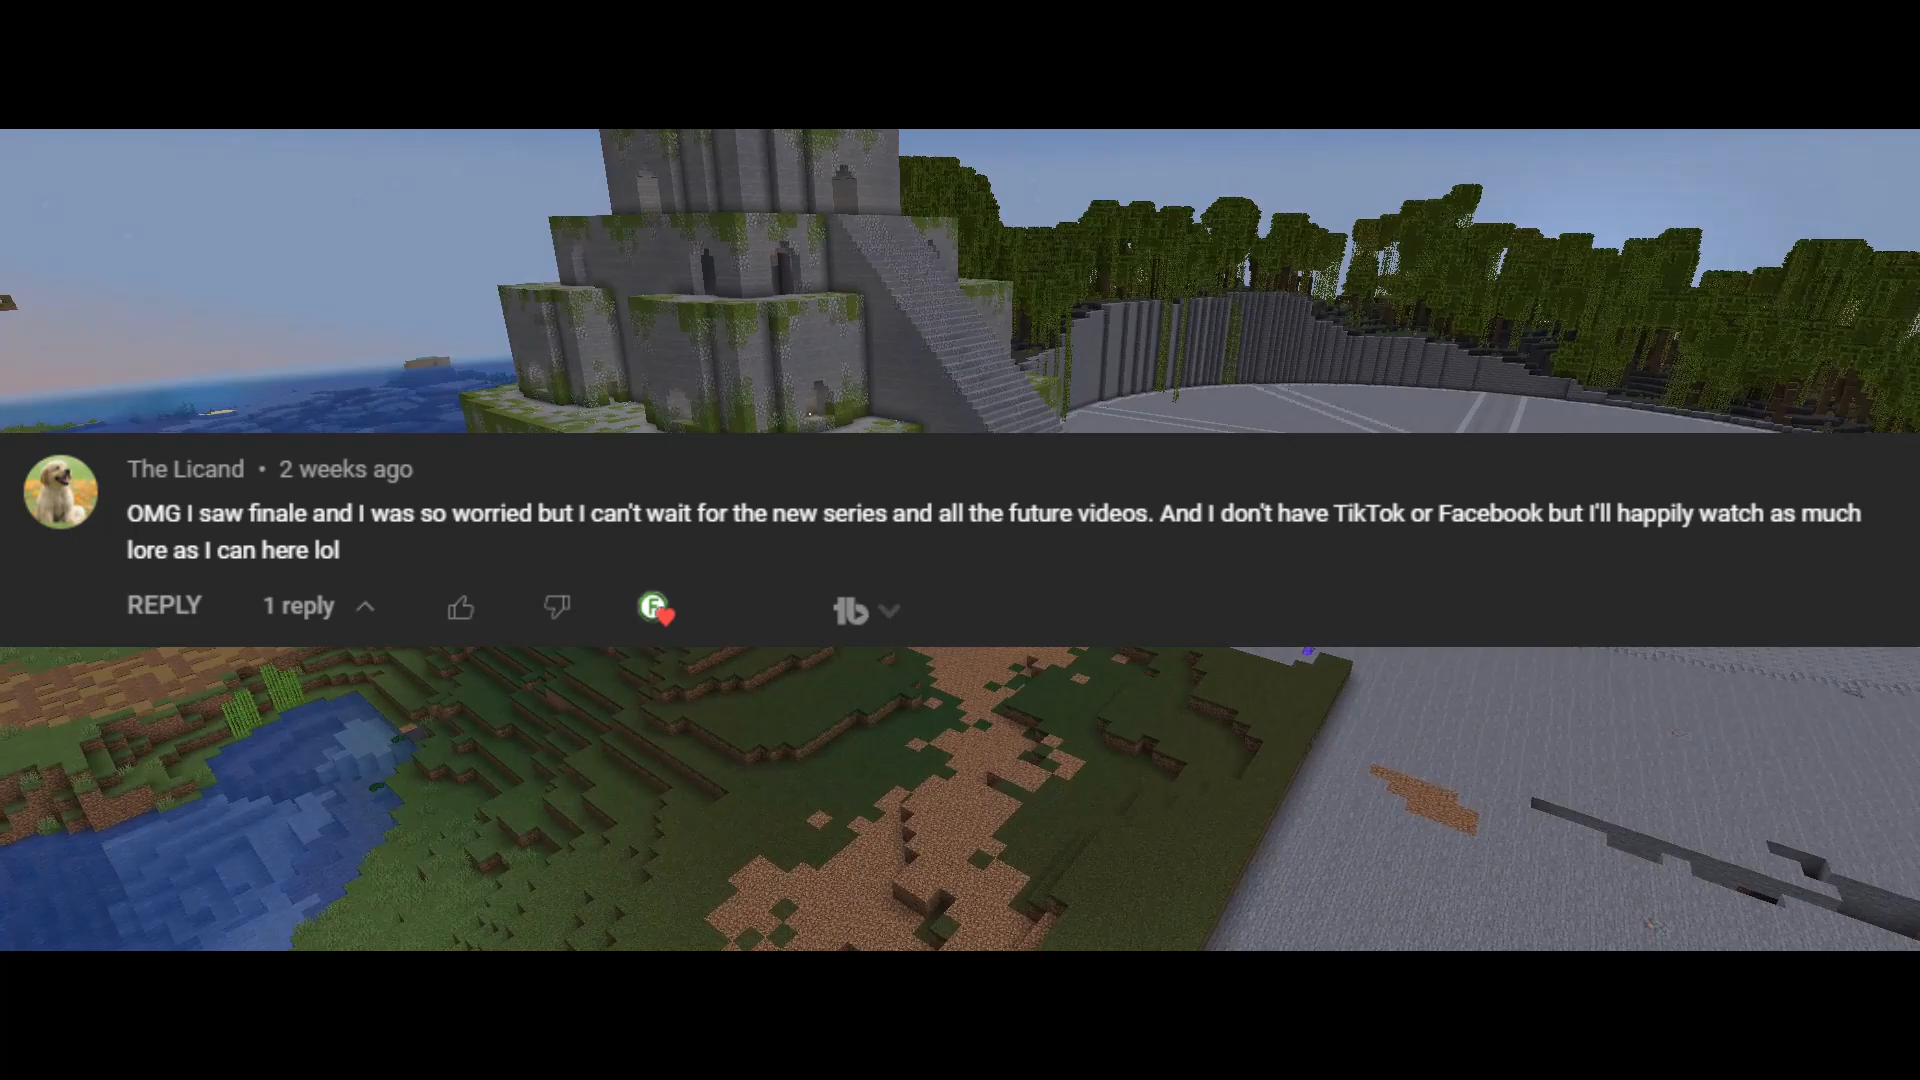 The Licand • 2 weeks ago
OMG I saw finale and I was so worried but I can't wait for the new series and all the future videos. And I don't have TikTok or Facebook but I'll happily watch as much
lore as I can here lol
REPLY 1 reply F tb